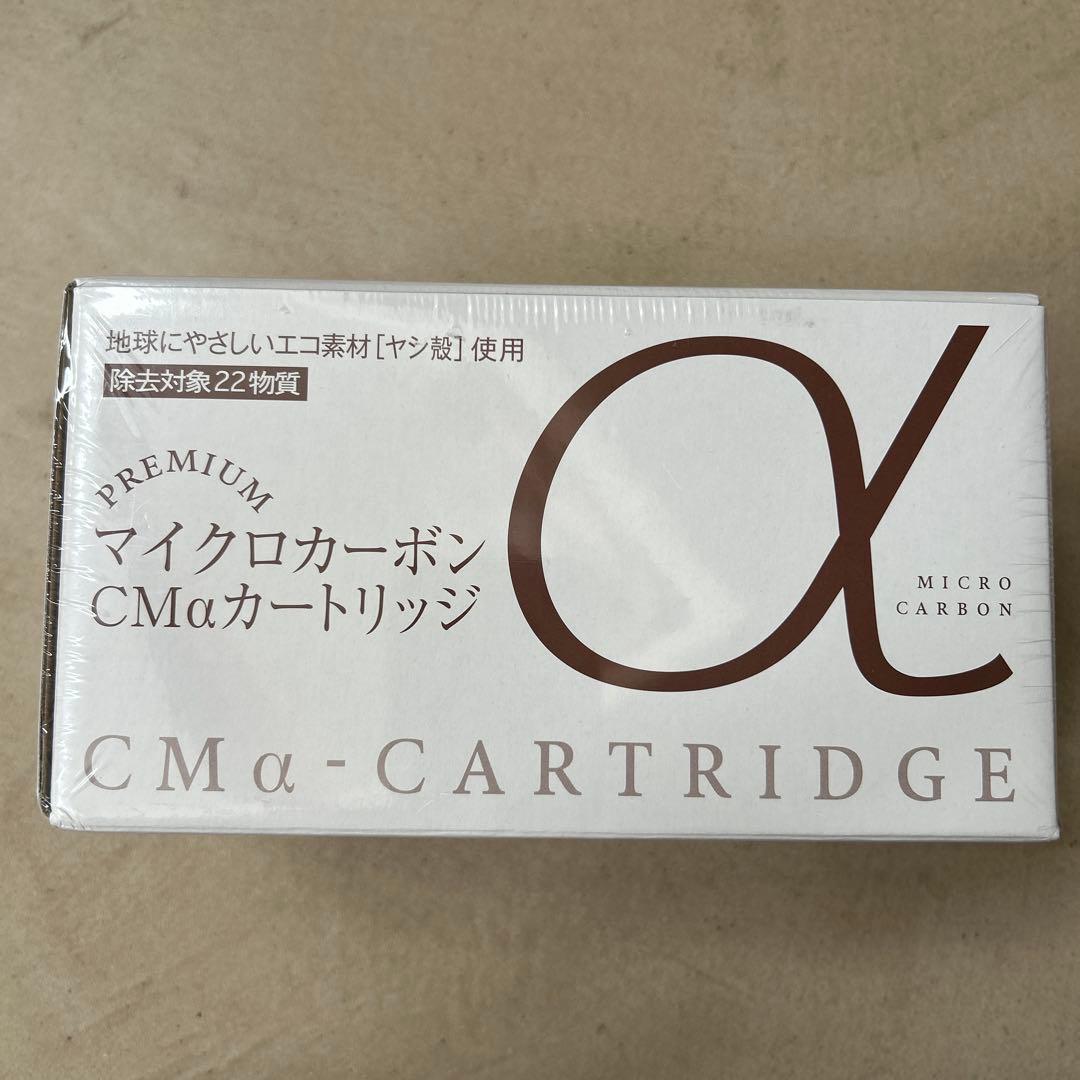 地球にやさしいエコ素材［ヤシ殻］使用
除去対象22物質
PREMIUM
マイクロカーボン
CMαカートリッジ
α
MICRO
CARBON
CMα-CARTRIDGE